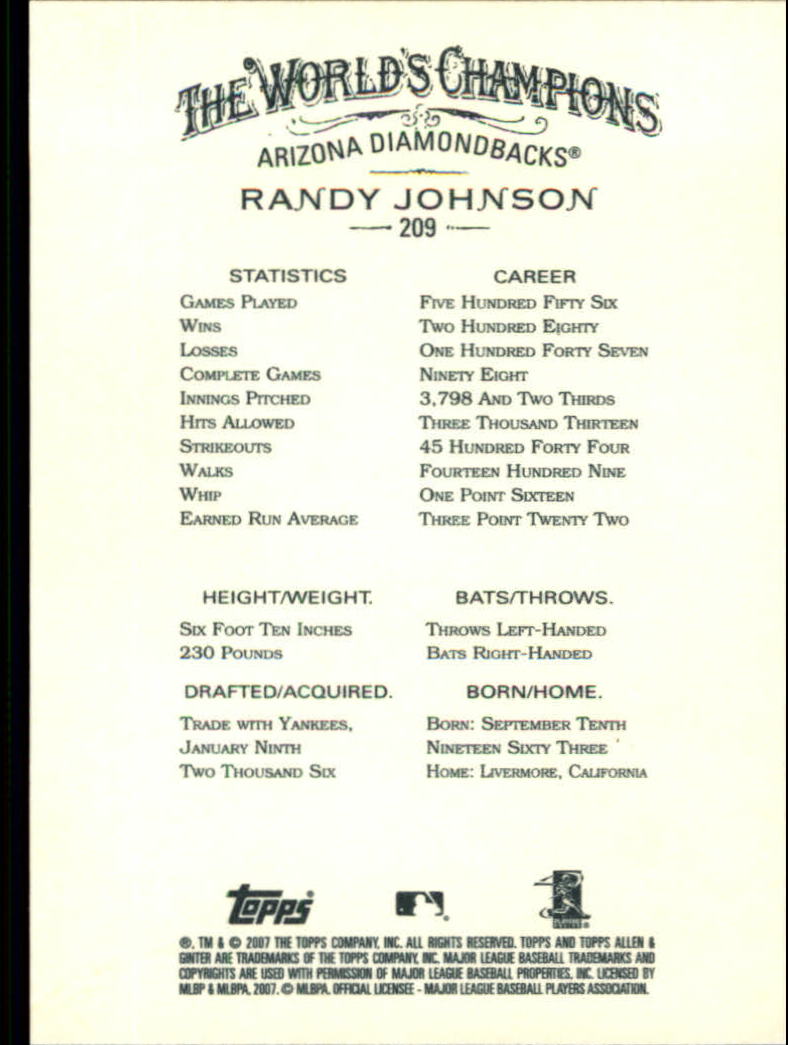 THE WORLD'S CHAMPIONS
ARIZONA DIAMONDBACKS®
RANDY JOHNSON
209
STATISTICS CAREER
GAMES PLAYED FIVE HUNDRED FIFTY SIX
WINS TWO HUNDRED EIGHTY
LOSSES ONE HUNDRED FORTY SEVEN
COMPLETE GAMES NINETY EIGHT
INNINGS PITCHED 3,798 AND TWO THIRDS
HITS ALLOWED THREE THOUSAND THIRTEEN
STRIKEOUTS 45 HUNDRED FORTY FOUR
WALKS FOURTEEN HUNDRED NINE
WHIP ONE POINT SIXTEEN
EARNED RUN AVERAGE THREE POINT TWENTY TWO
HEIGHT/WEIGHT.
SIX FOOT TEN INCHES
230 POUNDS
BATS/THROWS.
THROWS LEFT-HANDED
BATS RIGHT-HANDED
DRAFTED/ACQUIRED.
TRADE WITH YANKEES,
JANUARY NINTH
TWO THOUSAND SIX
BORN/HOME.
BORN: SEPTEMBER TENTH
NINETEEN SIXTY THREE
HOME: LIVERMORE, CALIFORNIA
Topps®
®, TM & © 2007 THE TOPPS COMPANY, INC. ALL RIGHTS RESERVED. TOPPS AND TOPPS ALLEN &
GINTER ARE TRADEMARKS OF THE TOPPS COMPANY, INC. MAJOR LEAGUE BASEBALL TRADEMARKS AND
COPYRIGHTS ARE USED WITH PERMISSION OF MAJOR LEAGUE BASEBALL PROPERTIES, INC. LICENSED BY
MLBP & MLBPA, 2007. © MLBPA. OFFICIAL LICENSEE - MAJOR LEAGUE BASEBALL PLAYERS ASSOCIATION.